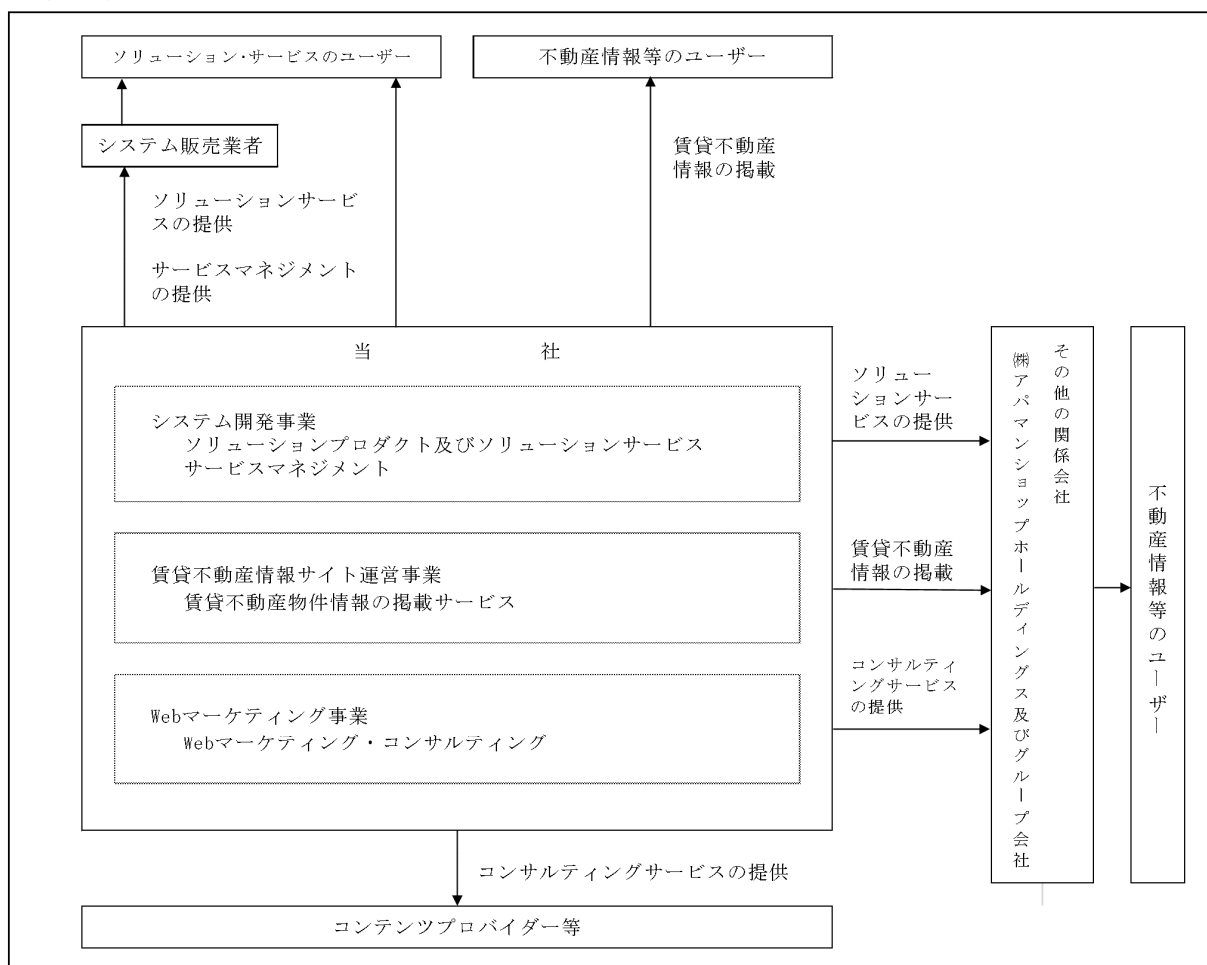 ソリューション・サービスのユーザー
不動産情報等のユーザー
システム販売業者
賃貸不動産
情報の掲載
ソリューションサービ
スの提供
サービスマネジメント
の提供
当　　　社
システム開発事業
ソリューションプロダクト及びソリューションサービス
サービスマネジメント
賃貸不動産情報サイト運営事業
賃貸不動産物件情報の掲載サービス
Webマーケティング事業
Webマーケティング・コンサルティング
ソリュー
ションサー
ビスの提供
賃貸不動産
情報の掲載
コンサルティ
ングサービス
の提供
その他の関係会社
㈱アパマンショップホールディングス及びグループ会社
不動産情報等のユーザー
コンサルティングサービスの提供
コンテンツプロバイダー等